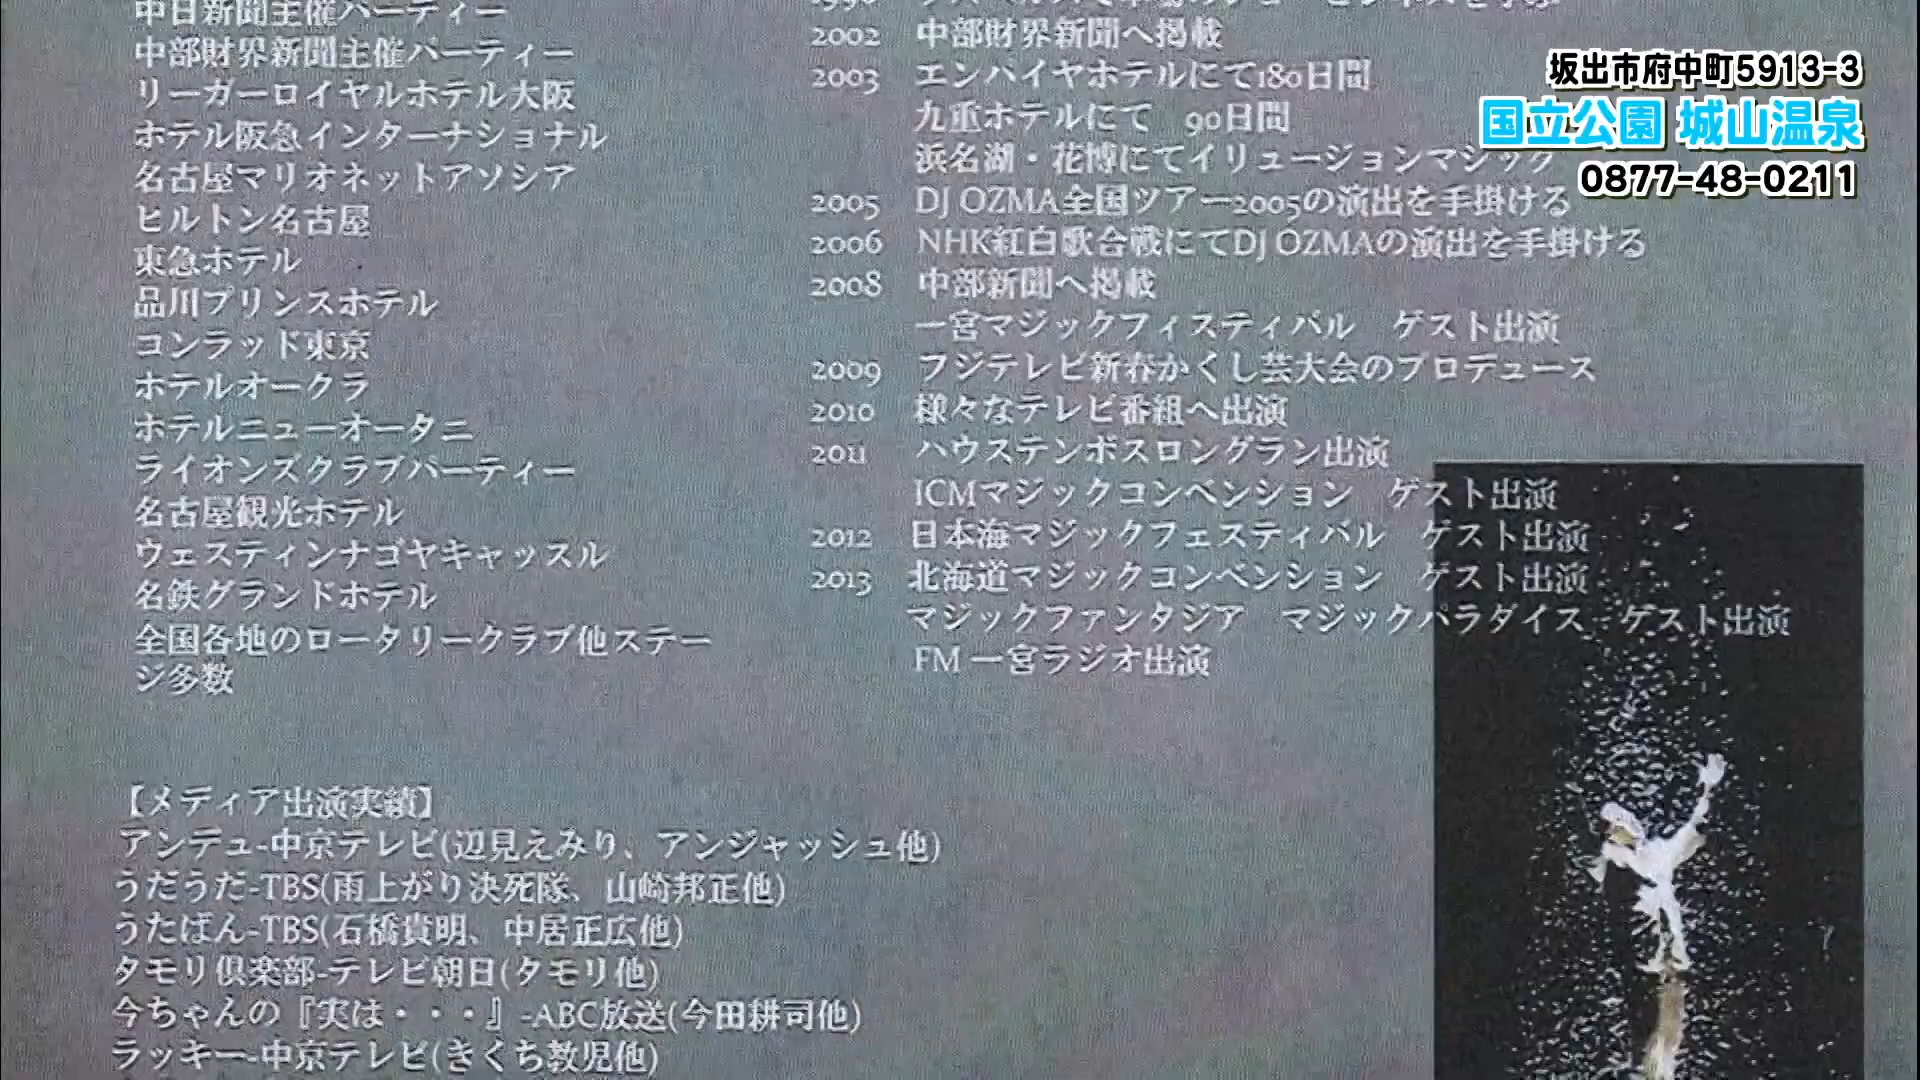 中日新聞主催パーティー
中部財界新聞主催パーティー
リーガーロイヤルホテル大阪
ホテル阪急インターナショナル
名古屋マリオネットアソシア
ヒルトン名古屋
東急ホテル
品川プリンスホテル
コンラッド東京
ホテルオークラ
ホテルニューオータニ
ライオンズクラブパーティー
名古屋観光ホテル
ウェスティンナゴヤキャッスル
名鉄グランドホテル
全国各地のロータリークラブ他ステー
ジ多数
2002 中部財界新聞へ掲載
2003 エンパイヤホテルにて180日間
九重ホテルにて 90日間
浜名湖・花博にてイリュージョンマジック
2005 DJ OZMA全国ツアー2005の演出を手掛ける
2006 NHK紅白歌合戦にてDJ OZMAの演出を手掛ける
2008 中部新聞へ掲載
一宮マジックフィスティバル ゲスト出演
2009 フジテレビ新春かくし芸大会のプロデュース
2010 様々なテレビ番組へ出演
2011 ハウステンボスロングラン出演
ICMマジックコンベンション ゲスト出演
2012 日本海マジックフェスティバル ゲスト出演
2013 北海道マジックコンベンション ゲスト出演
マジックファンタジア マジックパラダイス ゲスト出演
FM 一宮ラジオ出演
【メディア出演実績】
アンテュ-中京テレビ(辺見えみり、アンジャッシュ他)
うだうだ-TBS(雨上がり決死隊、山崎邦正他)
うたばん-TBS(石橋貴明、中居正広他)
タモリ倶楽部-テレビ朝日(タモリ他)
今ちゃんの『実は・・・』-ABC放送(今田耕司他)
ラッキー-中京テレビ(きくち教児他)
坂出市府中町5913-3
国立公園 城山温泉
0877-48-0211